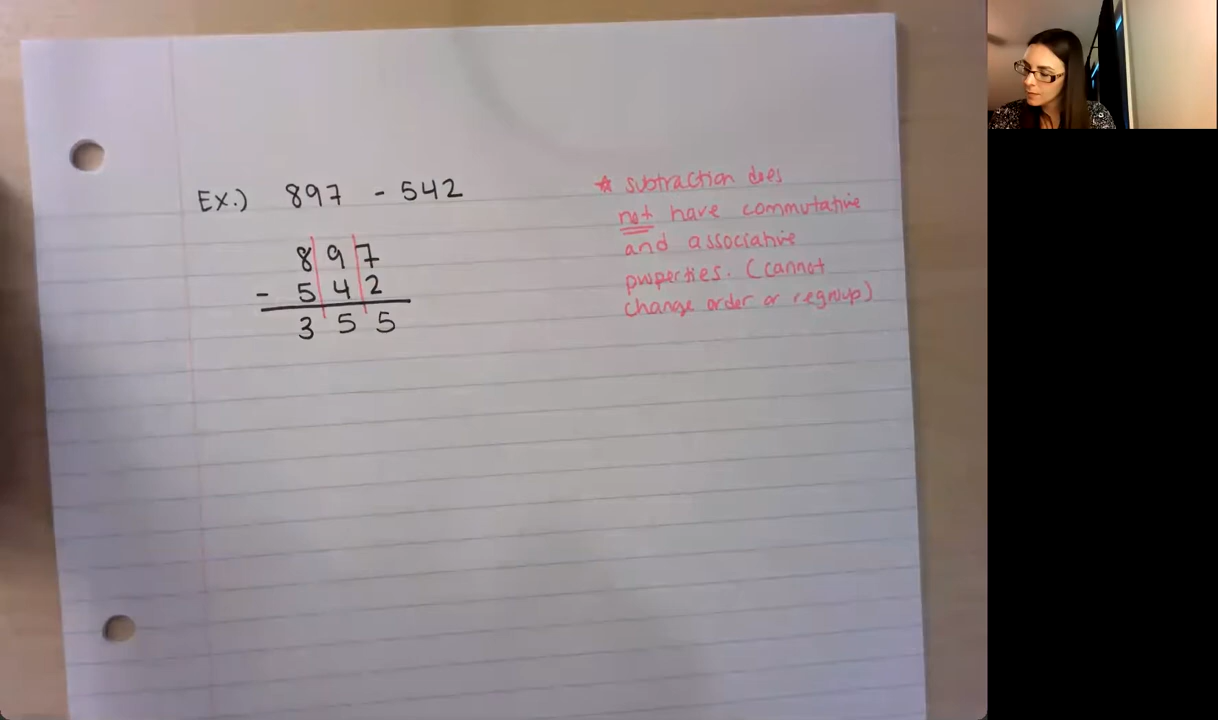 Ex.) 897 - 542
897
- 542
355
* subtraction does
not have commutative
and associative
properties. (cannot
change order or regroup)